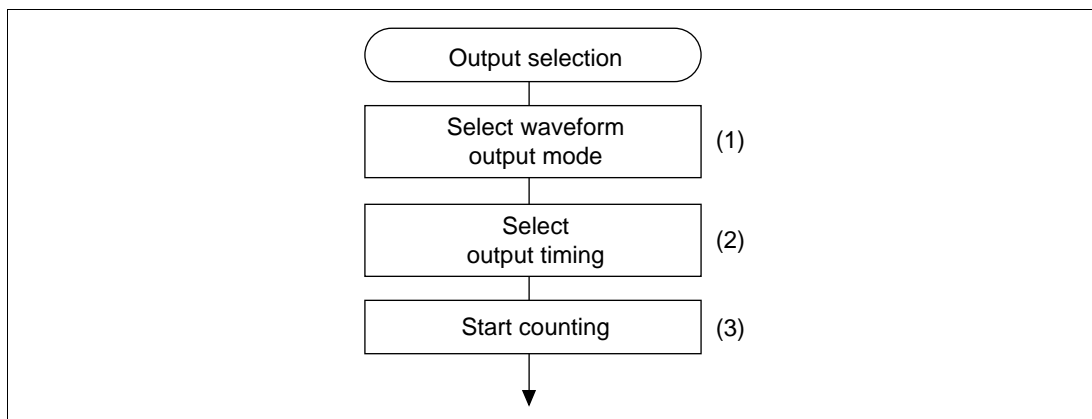 Output selection
Select waveform
output mode
(1)
Select
output timing
(2)
Start counting
(3)